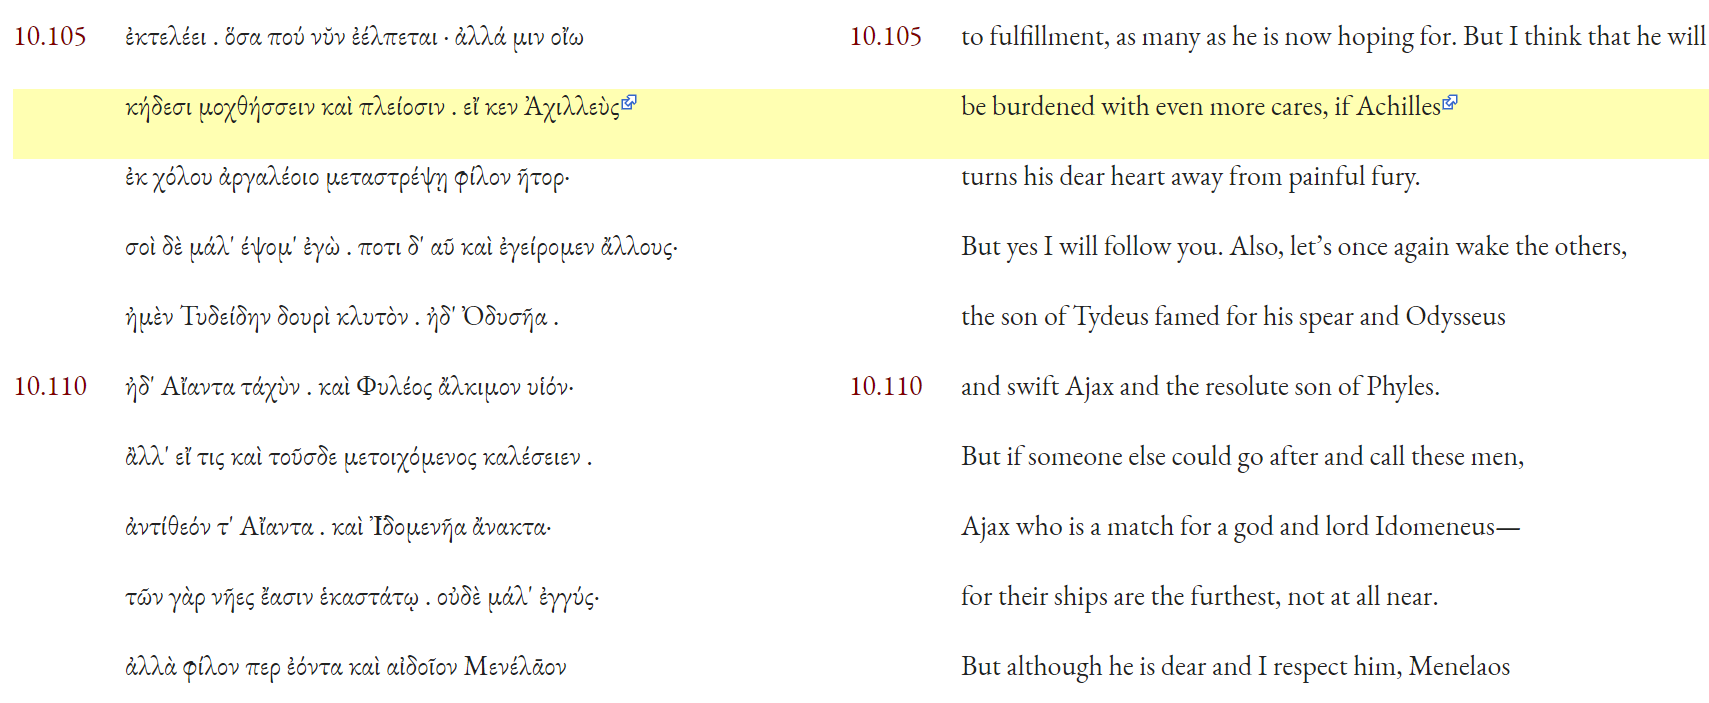 10.105 ἐκτελέει . ὅσα πού νῦν ἐέλπεται · ἀλλά μιν οἴω
κήδεσι μοχθήσσειν καὶ πλείοσιν . εἴ κεν Ἀχιλλεὺς
ἐκ χόλου ἀργαλέοιο μεταστρέψῃ φίλον ἦτορ·
σοὶ δὲ μάλ' έψομ' ἐγὼ . ποτι δ' αῦ καὶ ἐγείρομεν ἄλλους·
ἠμὲν Τυδείδην δουρὶ κλυτὸν . ἠδ' Ὀδυσῆα .
10.110 ἠδ' Αἴαντα τάχὺν . καὶ Φυλέος ἄλκιμον υἱόν·
ἂλλ' εἴ τις καὶ τοῦσδε μετοιχόμενος καλέσειεν .
ἀντίθεόν τ' Αἴαντα . καὶ Ἰδομενῆα ἄνακτα·
τῶν γὰρ νῆες ἔασιν ἑκαστάτῳ . οὐδὲ μάλ' ἐγγύς·
ἀλλὰ φίλον περ ἐόντα καὶ αἰδοῖον Μενέλᾱον
10.105 to fulfillment, as many as he is now hoping for. But I think that he will
be burdened with even more cares, if Achilles
turns his dear heart away from painful fury.
But yes I will follow you. Also, let’s once again wake the others,
the son of Tydeus famed for his spear and Odysseus
10.110 and swift Ajax and the resolute son of Phyles.
But if someone else could go after and call these men,
Ajax who is a match for a god and lord Idomeneus—
for their ships are the furthest, not at all near.
But although he is dear and I respect him, Menelaos